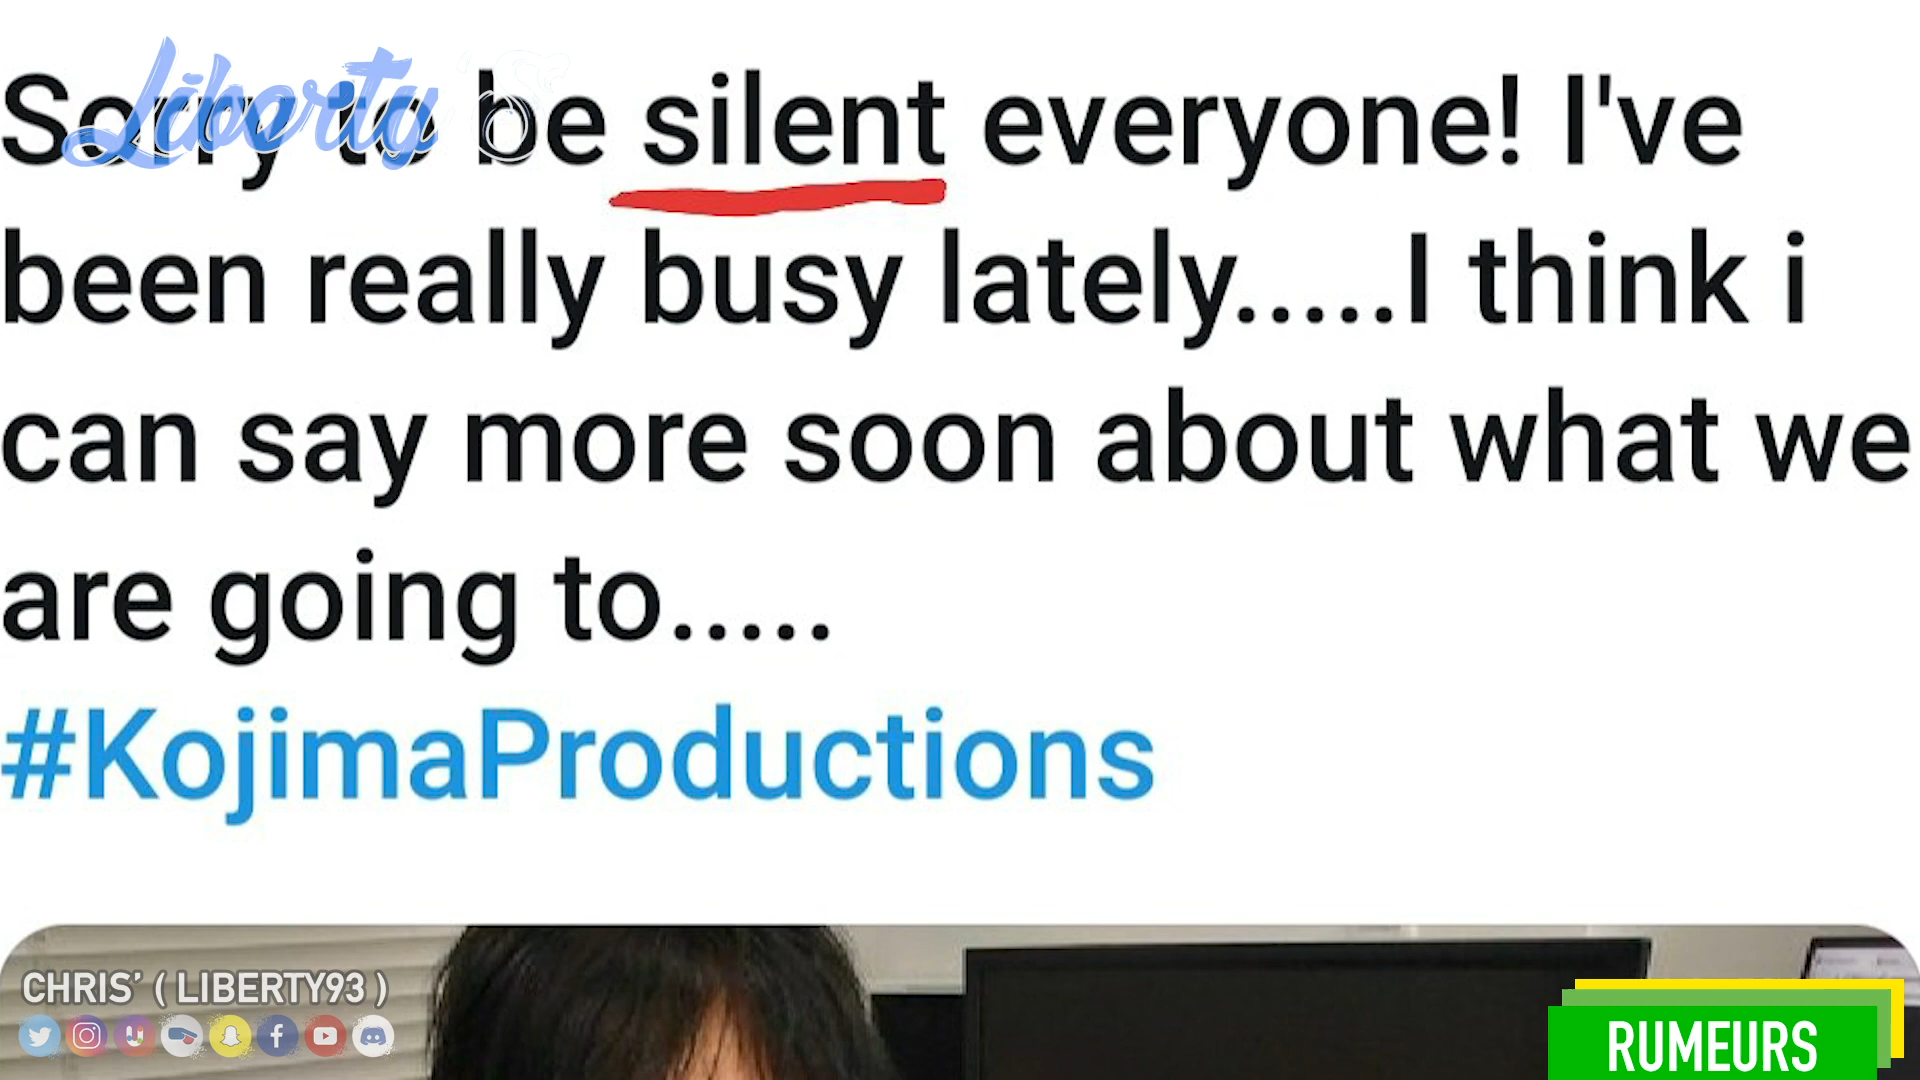 Liberty
Sorry to be silent everyone! I've
been really busy lately.....I think i
can say more soon about what we
are going to.....
#KojimaProductions
CHRIS’ ( LIBERTY93 )
RUMEURS